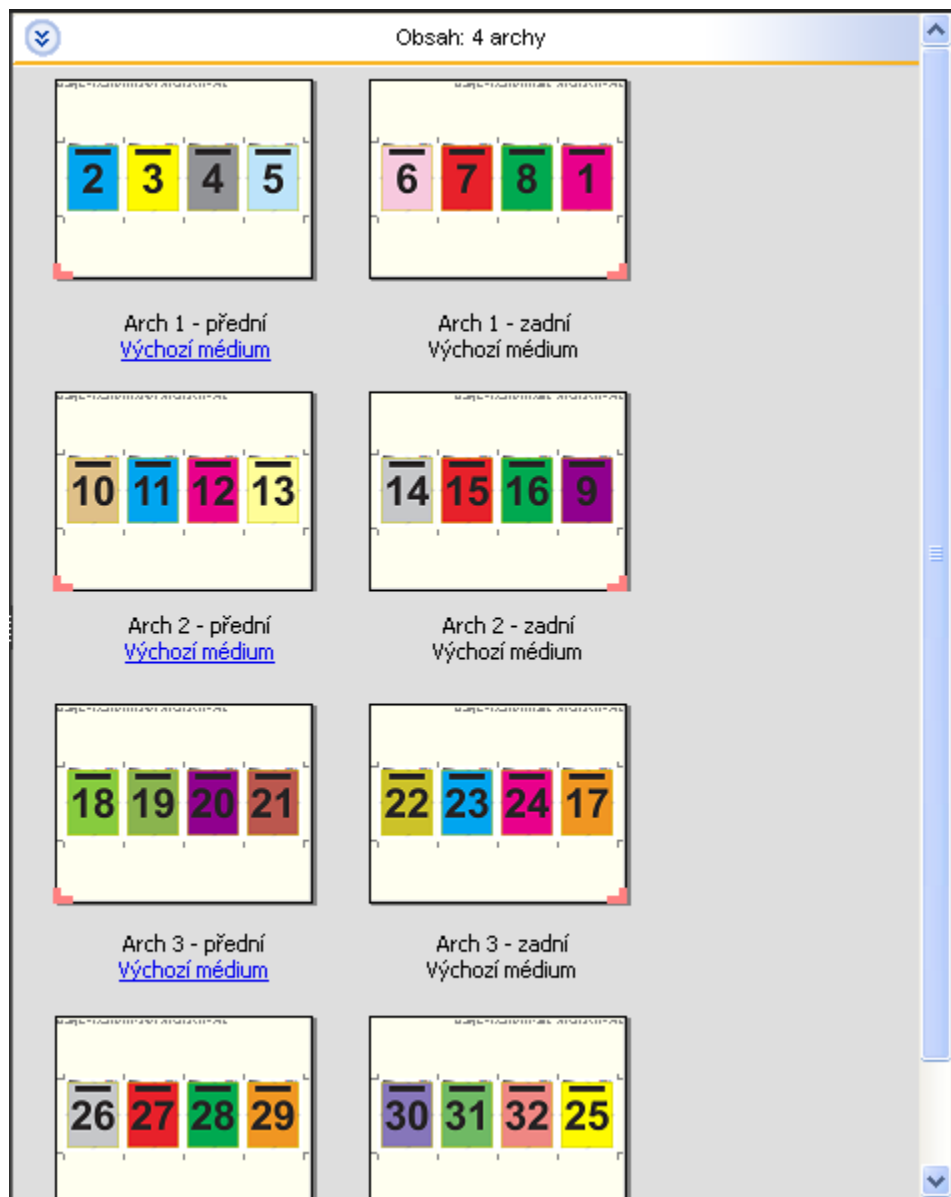 Obsah: 4 archy
2 3 4 5
6 7 8 1
Arch 1 - přední
Výchozí médium
Arch 1 - zadní
Výchozí médium
10 11 12 13
14 15 16 9
Arch 2 - přední
Výchozí médium
Arch 2 - zadní
Výchozí médium
18 19 20 21
22 23 24 17
Arch 3 - přední
Výchozí médium
Arch 3 - zadní
Výchozí médium
26 27 28 29
30 31 32 25